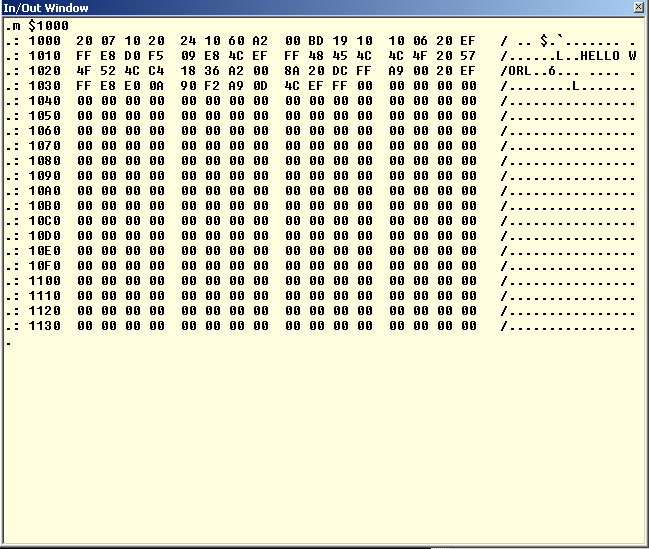 In/Out Window
.m $1000
.: 1000 20 07 10 20 24 10 60 A2 00 BD 19 10 10 06 20 EF / .. $.`....... .
.: 1010 FF E8 D0 F5 09 E8 4C EF FF 48 45 4C 4C 4F 20 57 /......L..HELLO W
.: 1020 4F 52 4C C4 18 36 A2 00 8A 20 DC FF A9 00 20 EF /ORL..6... .... .
.: 1030 FF E8 E0 0A 90 F2 A9 0D 4C EF FF 00 00 00 00 00 /........L.......
.: 1040 00 00 00 00 00 00 00 00 00 00 00 00 00 00 00 00 /................
.: 1050 00 00 00 00 00 00 00 00 00 00 00 00 00 00 00 00 /................
.: 1060 00 00 00 00 00 00 00 00 00 00 00 00 00 00 00 00 /................
.: 1070 00 00 00 00 00 00 00 00 00 00 00 00 00 00 00 00 /................
.: 1080 00 00 00 00 00 00 00 00 00 00 00 00 00 00 00 00 /................
.: 1090 00 00 00 00 00 00 00 00 00 00 00 00 00 00 00 00 /................
.: 10A0 00 00 00 00 00 00 00 00 00 00 00 00 00 00 00 00 /................
.: 10B0 00 00 00 00 00 00 00 00 00 00 00 00 00 00 00 00 /................
.: 10C0 00 00 00 00 00 00 00 00 00 00 00 00 00 00 00 00 /................
.: 10D0 00 00 00 00 00 00 00 00 00 00 00 00 00 00 00 00 /................
.: 10E0 00 00 00 00 00 00 00 00 00 00 00 00 00 00 00 00 /................
.: 10F0 00 00 00 00 00 00 00 00 00 00 00 00 00 00 00 00 /................
.: 1100 00 00 00 00 00 00 00 00 00 00 00 00 00 00 00 00 /................
.: 1110 00 00 00 00 00 00 00 00 00 00 00 00 00 00 00 00 /................
.: 1120 00 00 00 00 00 00 00 00 00 00 00 00 00 00 00 00 /................
.: 1130 00 00 00 00 00 00 00 00 00 00 00 00 00 00 00 00 /................
.